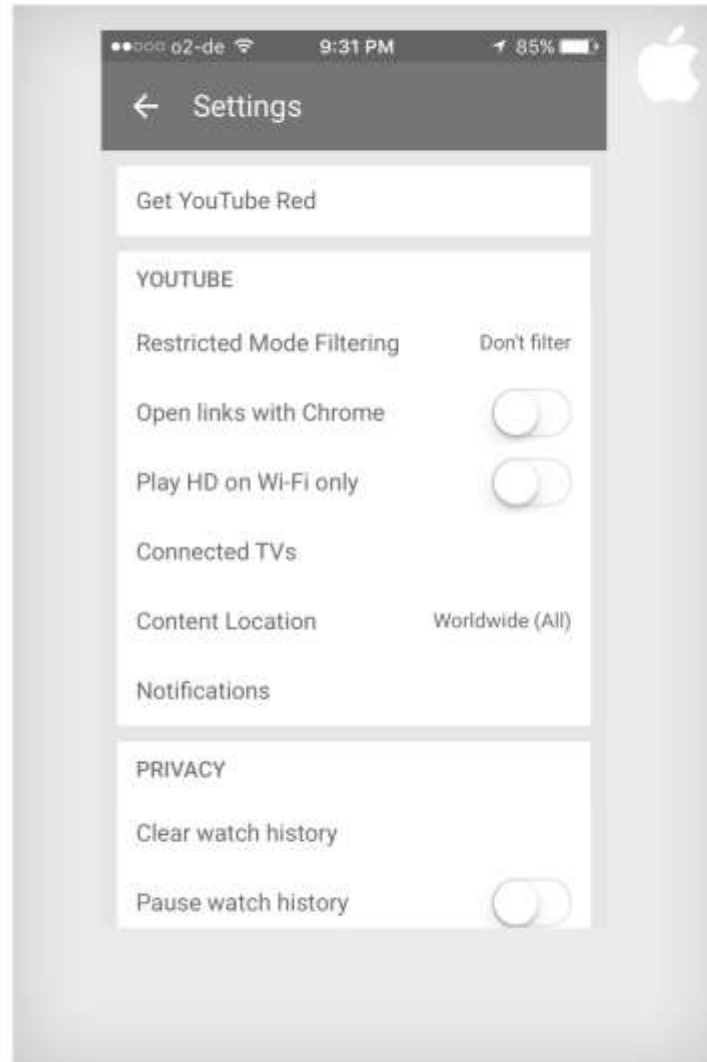 o2-de 9:31 PM 85%
Settings
Get YouTube Red
YOUTUBE
Restricted Mode Filtering Don't filter
Open links with Chrome
Play HD on Wi-Fi only
Connected TVs
Content Location Worldwide (All)
Notifications
PRIVACY
Clear watch history
Pause watch history